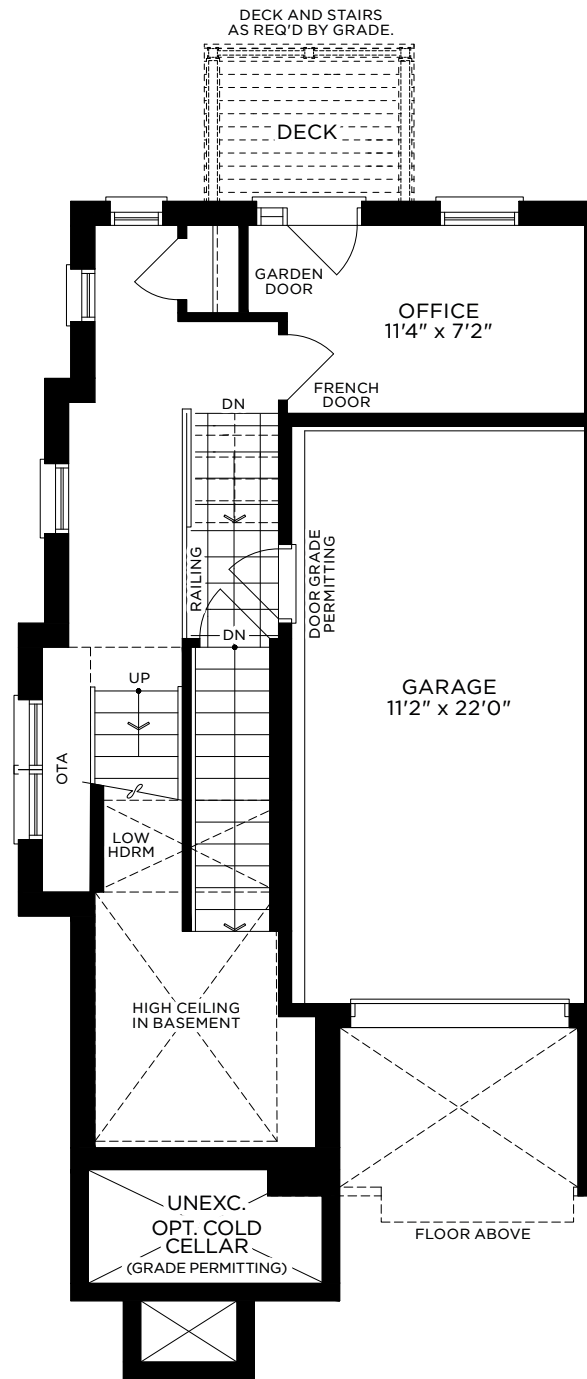 DECK AND STAIRS
AS REQ'D BY GRADE.
DECK
GARDEN
DOOR
OFFICE
11'4" x 7'2"
FRENCH
DOOR
DN
RAILING
DOOR GRADE
PERMITTING
DN
UP
OTA
GARAGE
11'2" x 22'0"
LOW
HDRM
HIGH CEILING
IN BASEMENT
UNEXC.
OPT. COLD
CELLAR
(GRADE PERMITTING)
FLOOR ABOVE